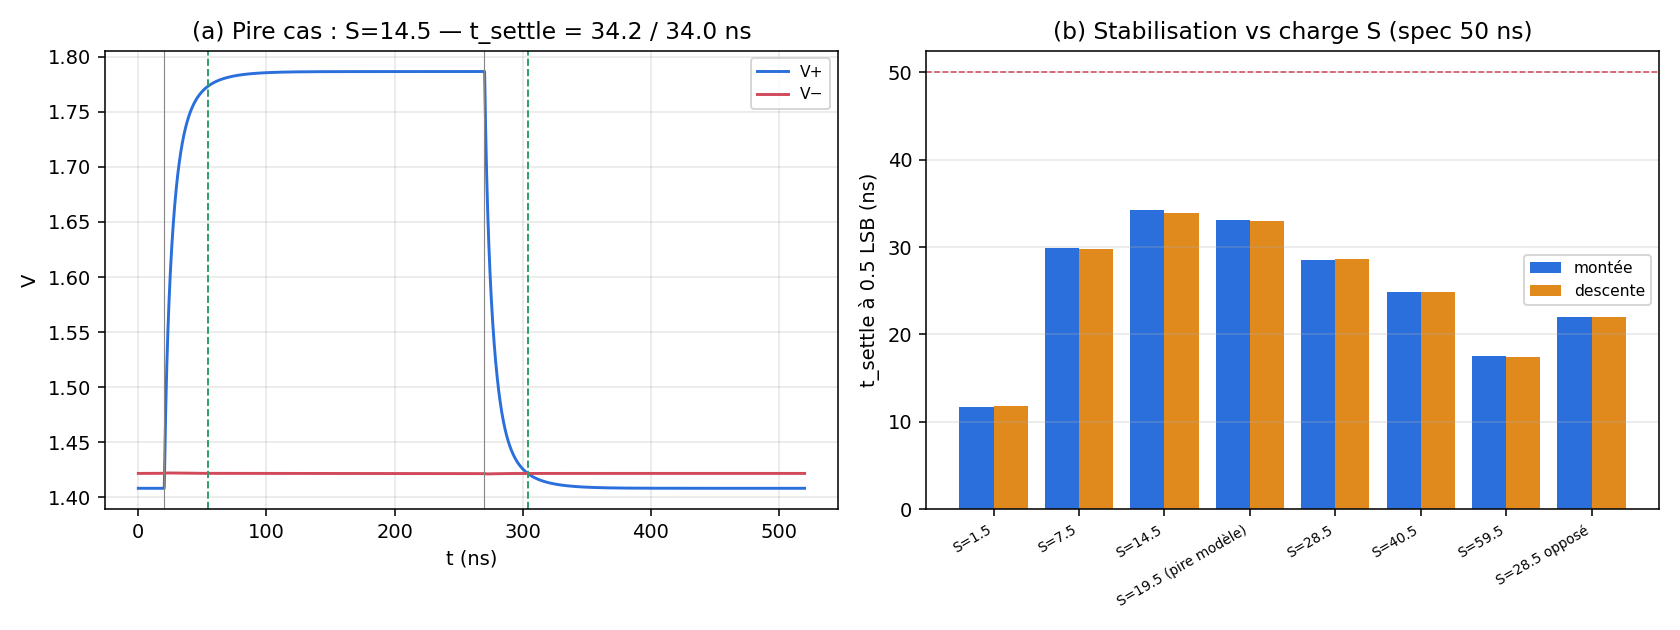 (a) Pire cas : S=14.5 — t_settle = 34.2 / 34.0 ns
V
1.80
1.75
1.70
1.65
1.60
1.55
1.50
1.45
1.40
V+
V−
0
100
200
300
400
500
t (ns)
(b) Stabilisation vs charge S (spec 50 ns)
t_settle à 0.5 LSB (ns)
50
40
30
20
10
0
montée
descente
S=1.5
S=7.5
S=14.5
S=19.5 (pire modèle)
S=28.5
S=40.5
S=59.5
S=28.5 opposé